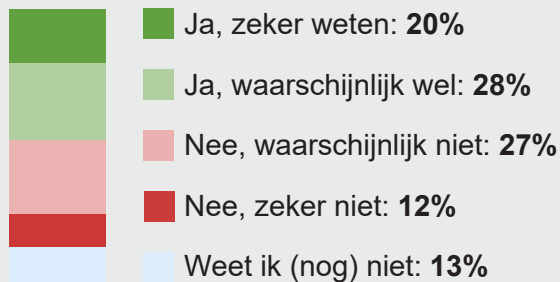 Ja, zeker weten: 20%
Ja, waarschijnlijk wel: 28%
Nee, waarschijnlijk niet: 27%
Nee, zeker niet: 12%
Weet ik (nog) niet: 13%